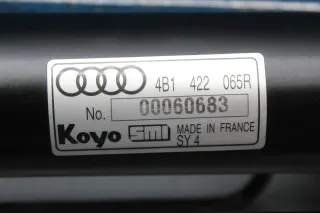 4B1 422 065R
No. 00060683
Koyo smi MADE IN FRANCE
SY 4